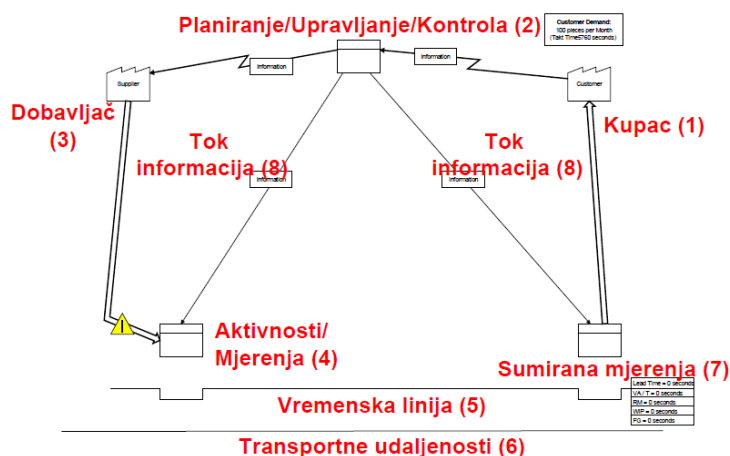 Planiranje/Upravljanje/Kontrola (2)
Customer Demand:
100 pieces per Month
(Takt Time5760 seconds)
Information
Information
Supplier
Customer
Dobavljač
(3)
Kupac (1)
Tok
informacija (8)
Tok
informacija (8)
Information
Information
I
Aktivnosti/
Mjerenja (4)
Sumirana mjerenja (7)
Lead Time = 0 seconds
VA / T = 0 seconds
RM = 0 seconds
WIP = 0 seconds
FG = 0 seconds
Vremenska linija (5)
Transportne udaljenosti (6)